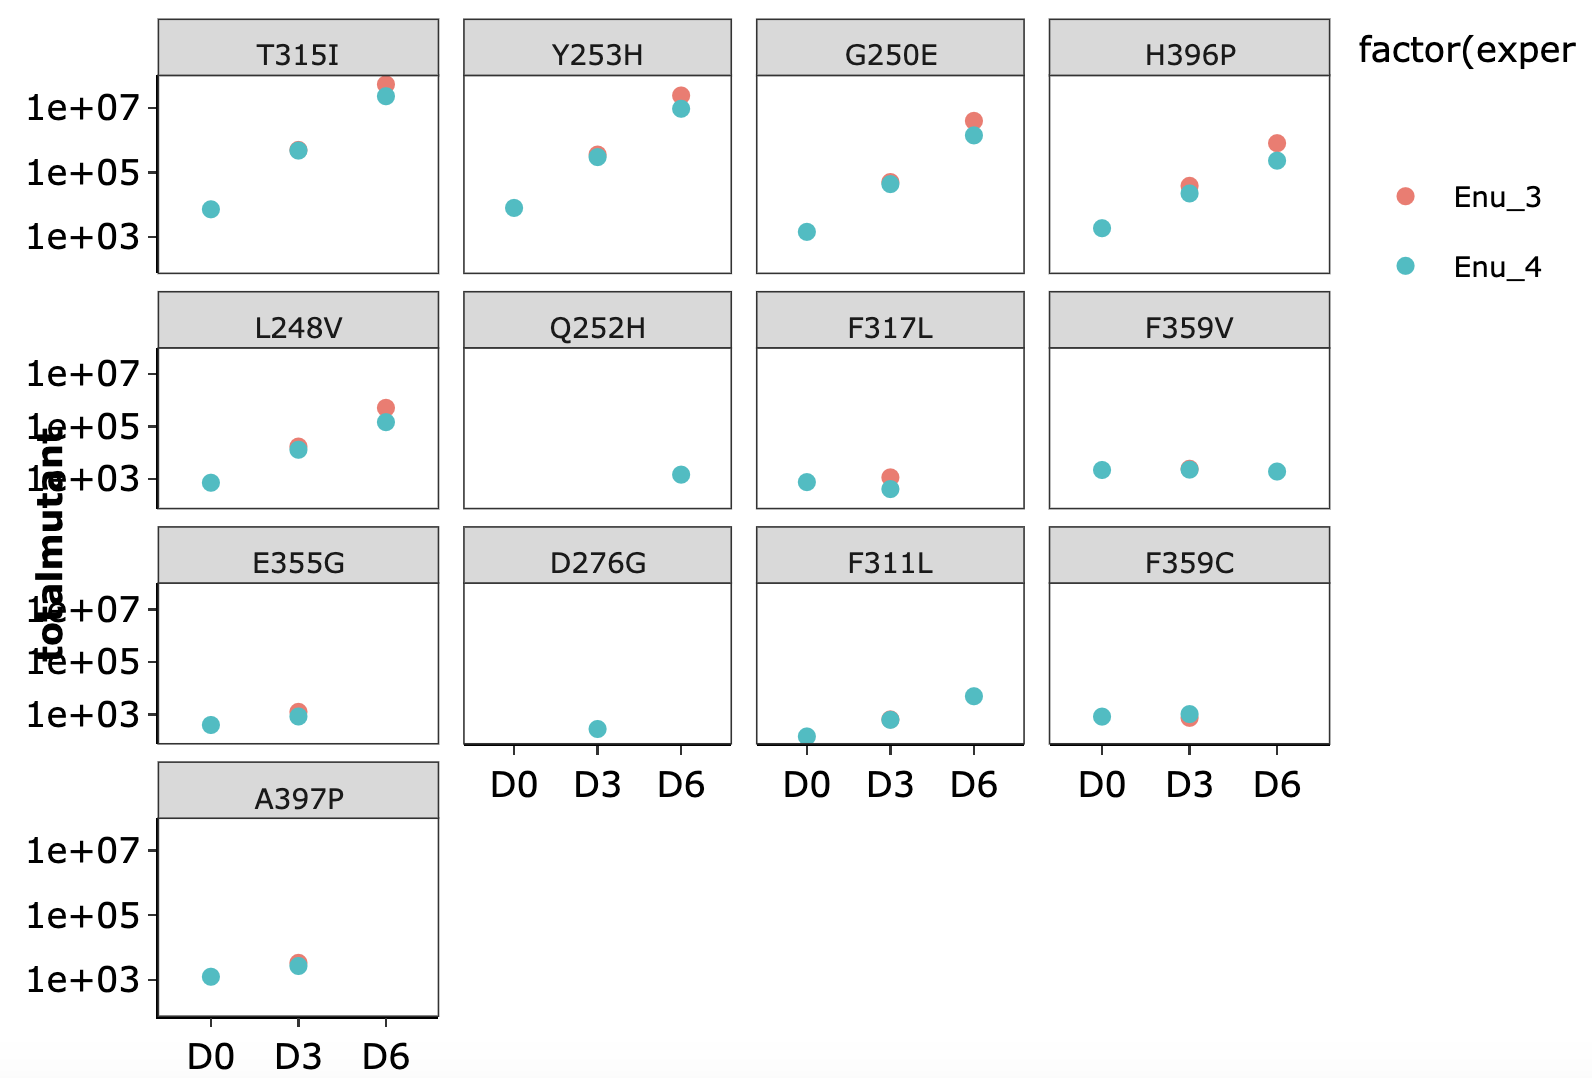 T315I Y253H G250E H396P factor(exper
1e+07
1e+05
1e+03
Enu_3
Enu_4
L248V Q252H F317L F359V
1e+07
1e+05
1e+03
totalmutant
E355G D276G F311L F359C
1e+07
1e+05
1e+03
D0 D3 D6 D0 D3 D6 D0 D3 D6
A397P
1e+07
1e+05
1e+03
D0 D3 D6